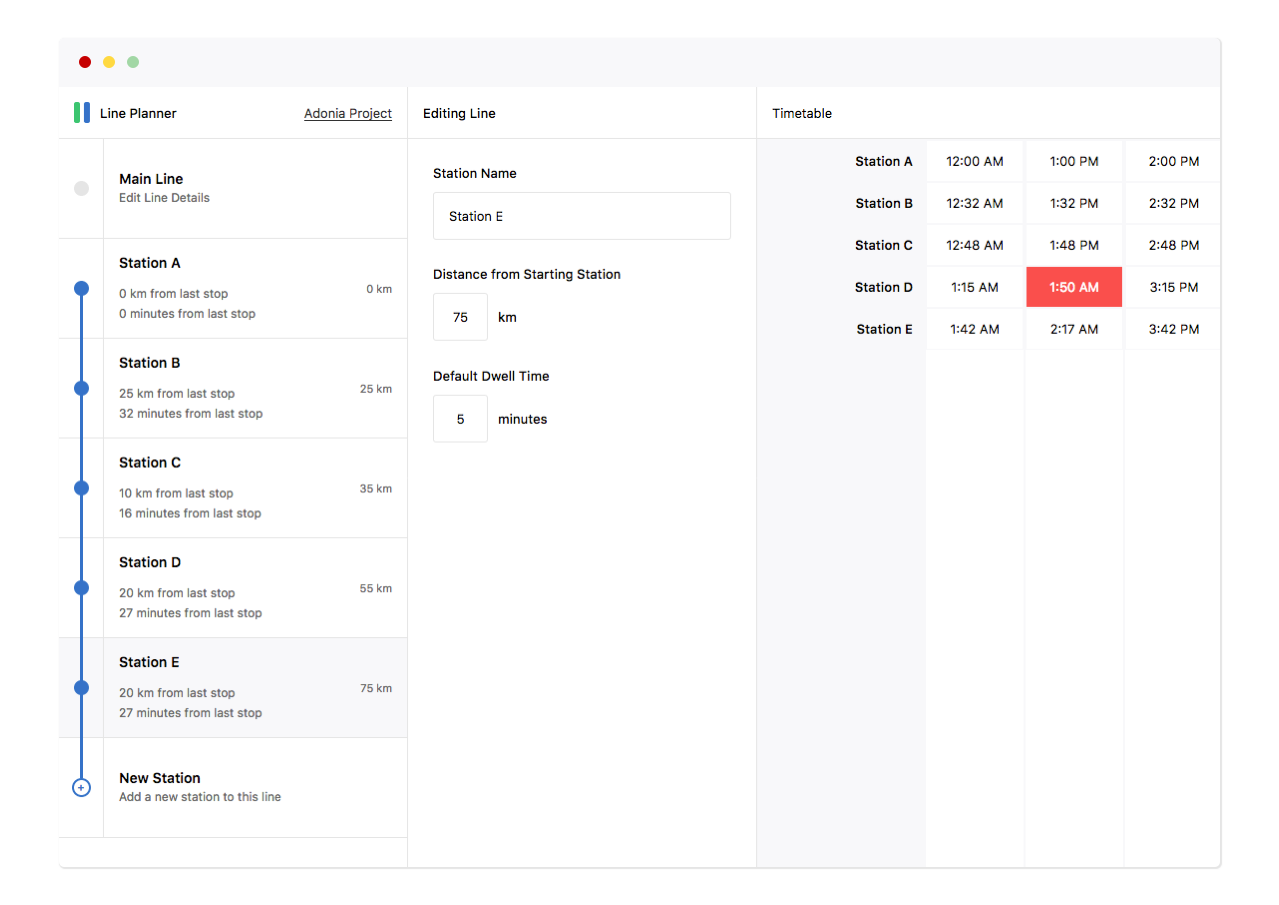 Line Planner
Adonia Project
Main Line
Edit Line Details
Station A
0 km from last stop
0 minutes from last stop
0 km
Station B
25 km from last stop
32 minutes from last stop
25 km
Station C
10 km from last stop
16 minutes from last stop
35 km
Station D
20 km from last stop
27 minutes from last stop
55 km
Station E
20 km from last stop
27 minutes from last stop
75 km
+
New Station
Add a new station to this line
Editing Line
Station Name
Station E
Distance from Starting Station
75 km
Default Dwell Time
5 minutes
Timetable
Station A 12:00 AM 1:00 PM 2:00 PM
Station B 12:32 AM 1:32 PM 2:32 PM
Station C 12:48 AM 1:48 PM 2:48 PM
Station D 1:15 AM 1:50 AM 3:15 PM
Station E 1:42 AM 2:17 AM 3:42 PM